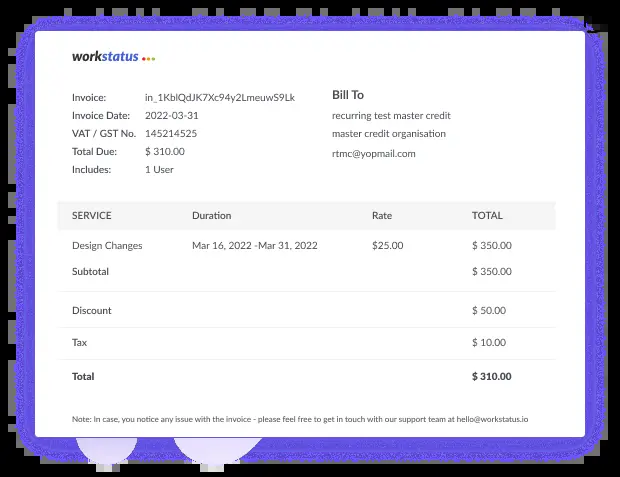 workstatus
Invoice: in_1KblQdJK7Xc94y2LmeuwS9Lk
Invoice Date: 2022-03-31
VAT / GST No. 145214525
Total Due: $ 310.00
Includes: 1 User
Bill To
recurring test master credit
master credit organisation
rtmc@yopmail.com
SERVICE Duration Rate TOTAL
Design Changes Mar 16, 2022 -Mar 31, 2022 $25.00 $ 350.00
Subtotal $ 350.00
Discount $ 50.00
Tax $ 10.00
Total $ 310.00
Note: In case, you notice any issue with the invoice - please feel free to get in touch with our support team at hello@workstatus.io